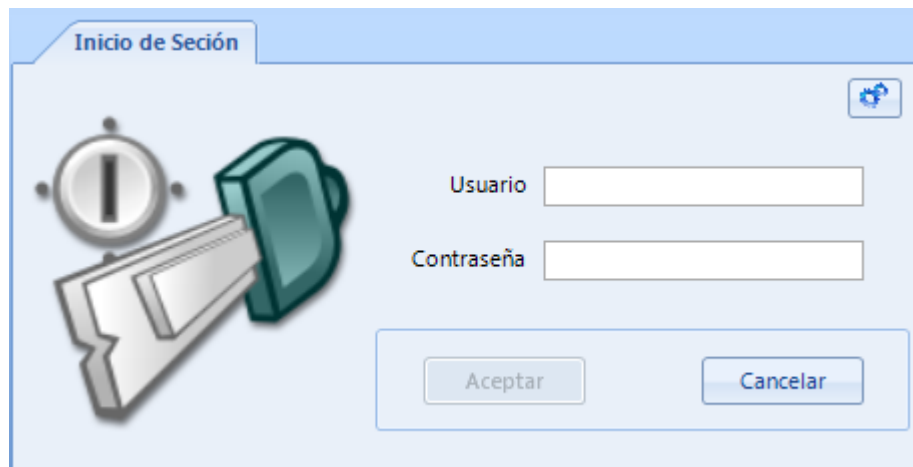 Inicio de Seción
Usuario
Contraseña
Aceptar
Cancelar